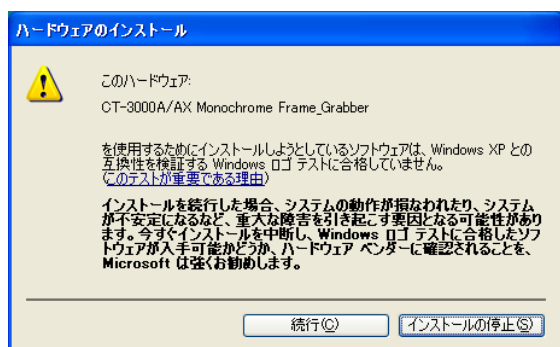 ハードウェアのインストール
このハードウェア:
CT-3000A/AX Monochrome Frame_Grabber
を使用するためにインストールしようとしているソフトウェアは、Windows XP との
互換性を検証する Windows ロゴ テストに合格していません。
(このテストが重要である理由)
インストールを続行した場合、システムの動作が損なわれたり、システム
が不安定になるなど、重大な障害を引き起こす要因となる可能性があり
ます。今すぐインストールを中断し、Windows ロゴ テストに合格したソフ
トウェアが入手可能かどうか、ハードウェア ベンダーに確認されることを、
Microsoft は強くお勧めします。
続行(C)
インストールの停止(S)